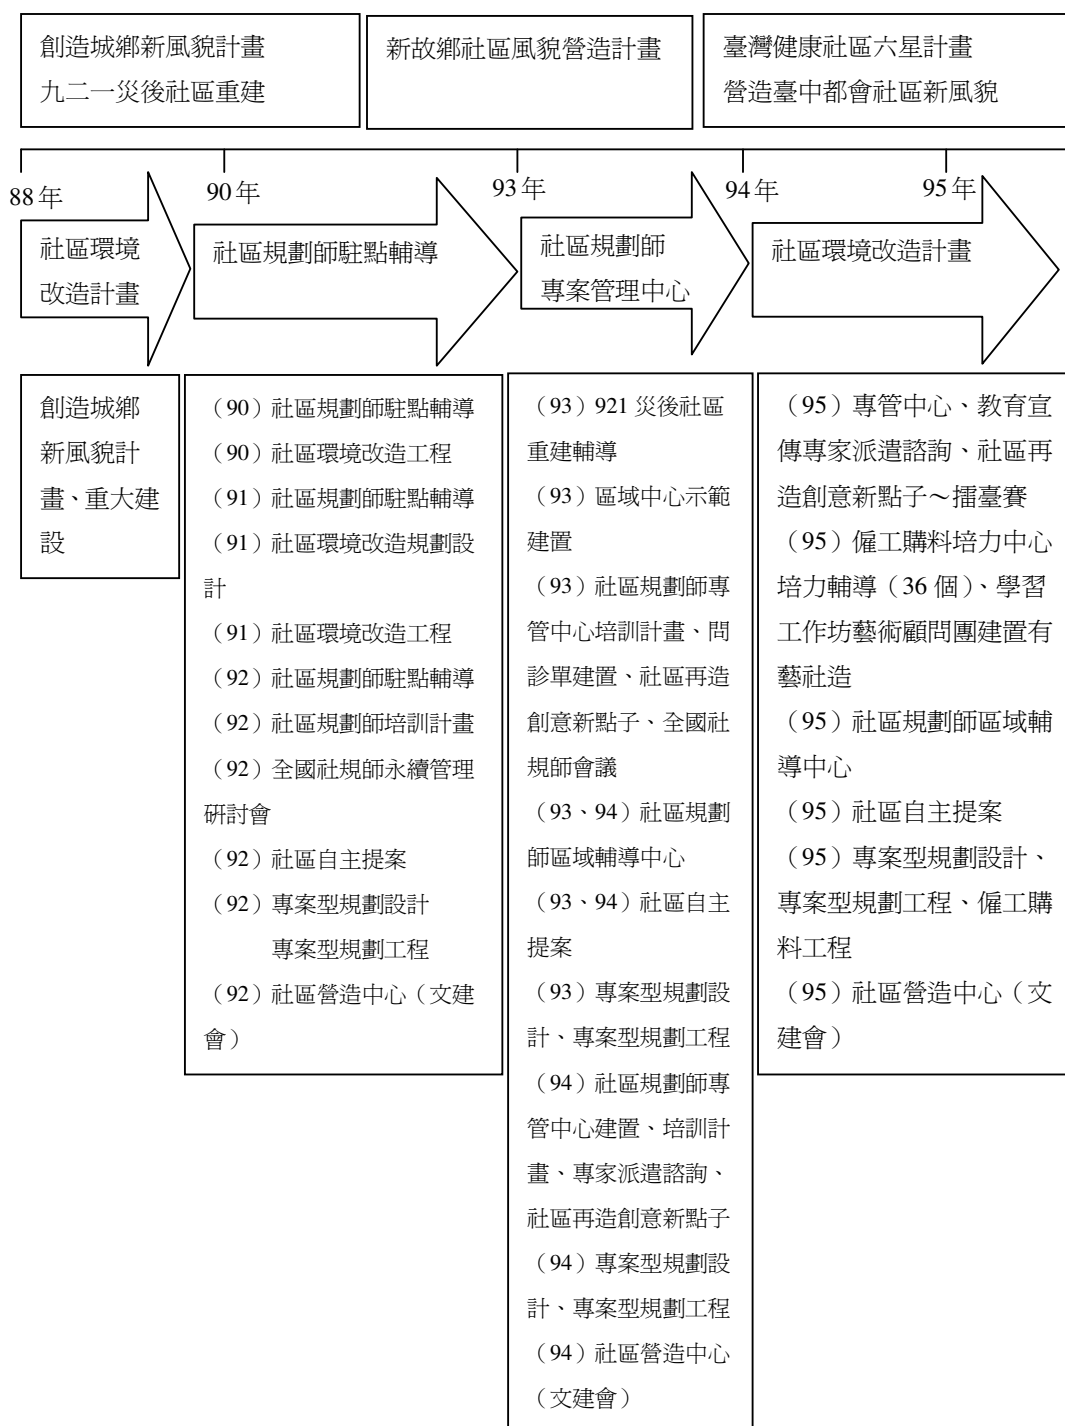 創造城鄉新風貌計畫
九二一災後社區重建
新故鄉社區風貌營造計畫
臺灣健康社區六星計畫
營造臺中都會社區新風貌
88年
90年
93年
94年
95年
社區環境
改造計畫
社區規劃師駐點輔導
社區規劃師
專案管理中心
社區環境改造計畫
創造城鄉
新風貌計
畫、重大建
設
（90）社區規劃師駐點輔導
（90）社區環境改造工程
（91）社區規劃師駐點輔導
（91）社區環境改造規劃設
計
（91）社區環境改造工程
（92）社區規劃師駐點輔導
（92）社區規劃師培訓計畫
（92）全國社規師永續管理
研討會
（92）社區自主提案
（92）專案型規劃設計
專案型規劃工程
（92）社區營造中心（文建
會）
（93）921 災後社區
重建輔導
（93）區域中心示範
建置
（93）社區規劃師專
管中心培訓計畫、問
診單建置、社區再造
創意新點子、全國社
規師會議
（93、94）社區規劃
師區域輔導中心
（93、94）社區自主
提案
（93）專案型規劃設
計、專案型規劃工程
（94）社區規劃師專
管中心建置、培訓計
畫、專家派遣諮詢、
社區再造創意新點子
（94）專案型規劃設
計、專案型規劃工程
（94）社區營造中心
（文建會）
（95）專管中心、教育宣
傳專家派遣諮詢、社區再
造創意新點子～擂臺賽
（95）僱工購料培力中心
培力輔導（36 個）、學習
工作坊藝術顧問團建置有
藝社造
（95）社區規劃師區域輔
導中心
（95）社區自主提案
（95）專案型規劃設計、
專案型規劃工程、僱工購
料工程
（95）社區營造中心（文
建會）